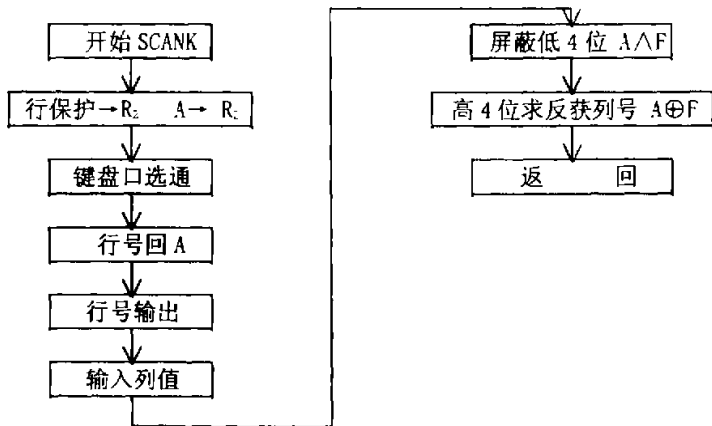 开始 SCANK
行保护→R₂ A→R₂
键盘口选通
行号回 A
行号输出
输入列值
屏蔽低 4 位 A∧F
高 4 位求反获列号 A⊕F
返 回